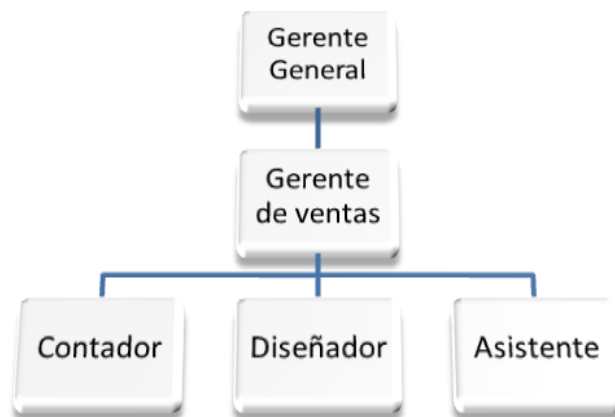 Gerente
General
Gerente
de ventas
Contador
Diseñador
Asistente